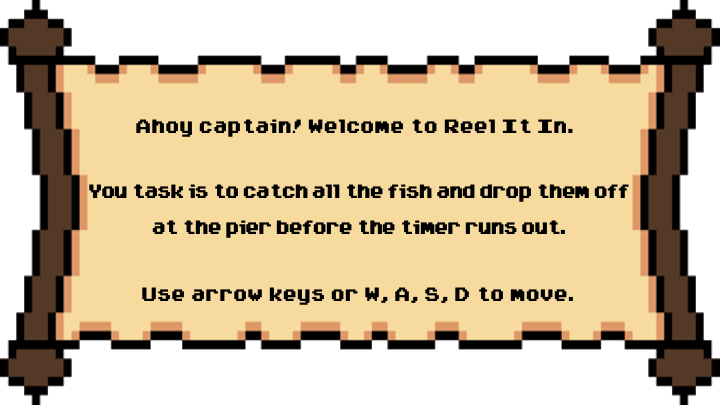 Ahoy captain! Welcome to Reel It In.
You task is to catch all the fish and drop them off
at the pier before the timer runs out.
Use arrow keys or W, A, S, D to move.